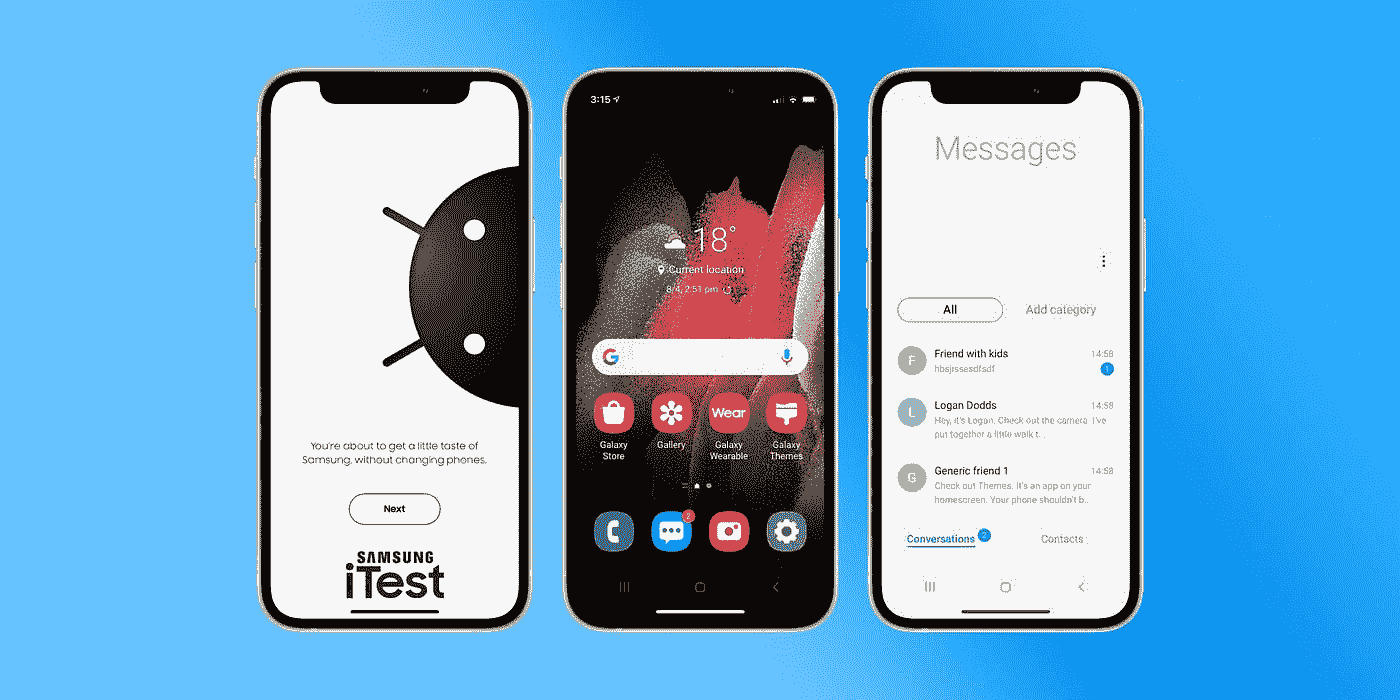 You're about to get a little taste of
Samsung, without changing phones.
Next
SAMSUNG
iTest
3:15
18°
Current location
8/4, 2:51 pm
G
Wear
Galaxy
Store
Gallery
Galaxy
Wearable
Galaxy
Themes
2
Messages
All
Add category
F
Friend with kids
14:58
hbsjrssesdfsdf
1
L
Logan Dodds
14:58
Hey, it's Logan. Check out the camera I've
put together a little walk t...
G
Generic friend 1
14:58
Check out Themes. It's an app on your
homescreen. Your phone shouldn't b...
Conversations
2
Contacts